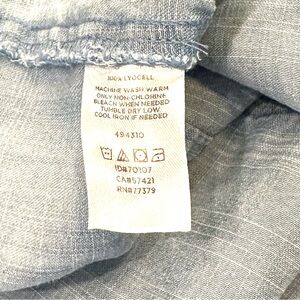 100% LYOCELL
MACHINE WASH WARM
ONLY NON-CHLORINE
BLEACH WHEN NEEDED
TUMBLE DRY LOW
COOL IRON IF NEEDED
494310
ID#70107
CA#57421
RN#77379